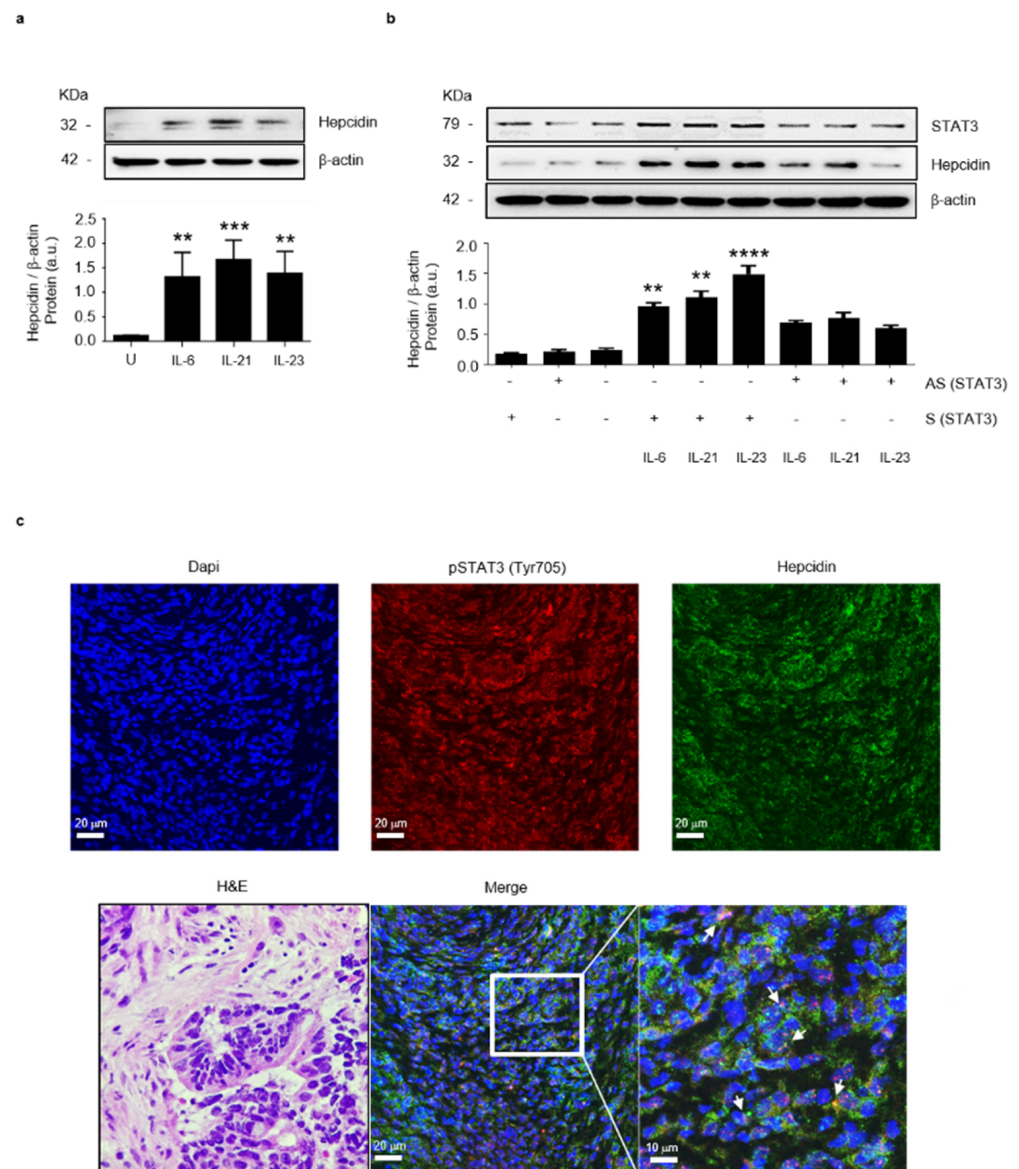 a
KDa
32 -
Hepcidin
42 -
β-actin
Hepcidin / β-actin
Protein (a.u.)
2.5
2.0
1.5
1.0
0.5
0.0
** *** **
U IL-6 IL-21 IL-23
b
KDa
79 -
STAT3
32 -
Hepcidin
42 -
β-actin
Hepcidin / β-actin
Protein (a.u.)
2.0
1.5
1.0
0.5
0.0
** ** ****
- + - - - - + + + AS (STAT3)
+ - - + + + - - - S (STAT3)
IL-6 IL-21 IL-23 IL-6 IL-21 IL-23
c
Dapi pSTAT3 (Tyr705) Hepcidin
20 μm 20 μm 20 μm
H&E Merge
20 μm 10 μm